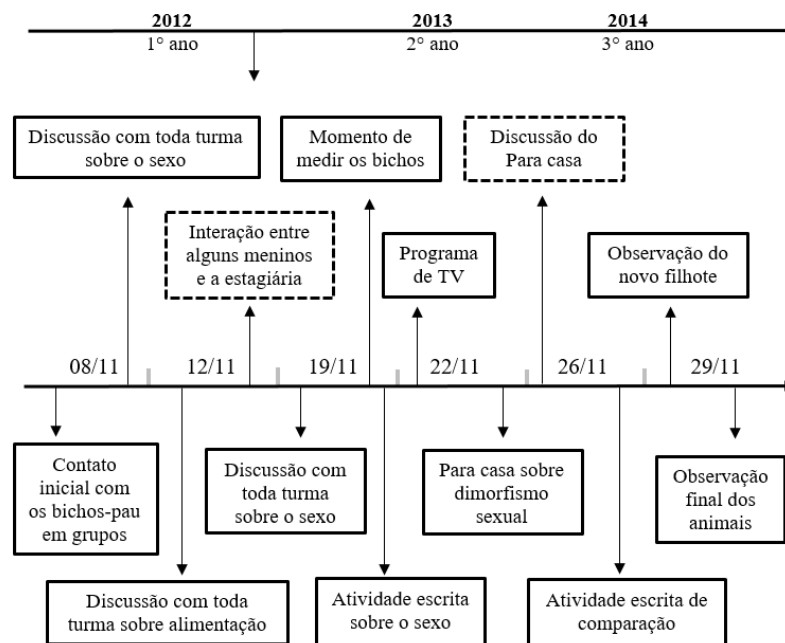 2012 2013 2014
1° ano 2° ano 3° ano
Discussão com toda turma
sobre o sexo
Momento de
medir os bichos
Discussão do
Para casa
Interação entre
alguns meninos
e a estagiária
Programa
de TV
Observação do
novo filhote
08/11 12/11 19/11 22/11 26/11 29/11
Contato
inicial com
os bichos-pau
em grupos
Discussão com
toda turma
sobre o sexo
Para casa sobre
dimorfismo
sexual
Observação
final dos
animais
Discussão com toda
turma sobre alimentação
Atividade escrita
sobre o sexo
Atividade escrita de
comparação